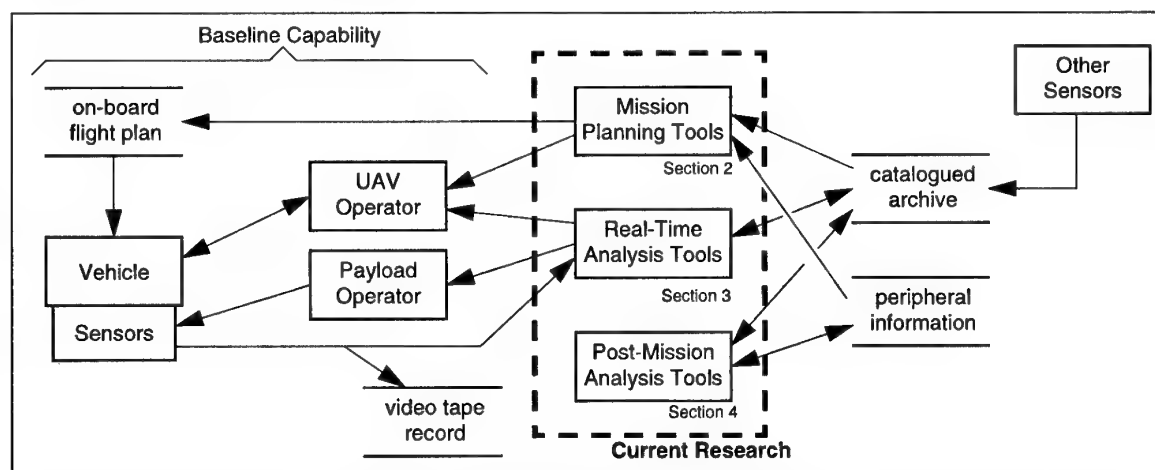 Baseline Capability
on-board
flight plan
Vehicle
Sensors
UAV
Operator
Payload
Operator
video tape
record
Mission
Planning Tools
Section 2
Real-Time
Analysis Tools
Section 3
Post-Mission
Analysis Tools
Section 4
Current Research
Other
Sensors
catalogued
archive
peripheral
information